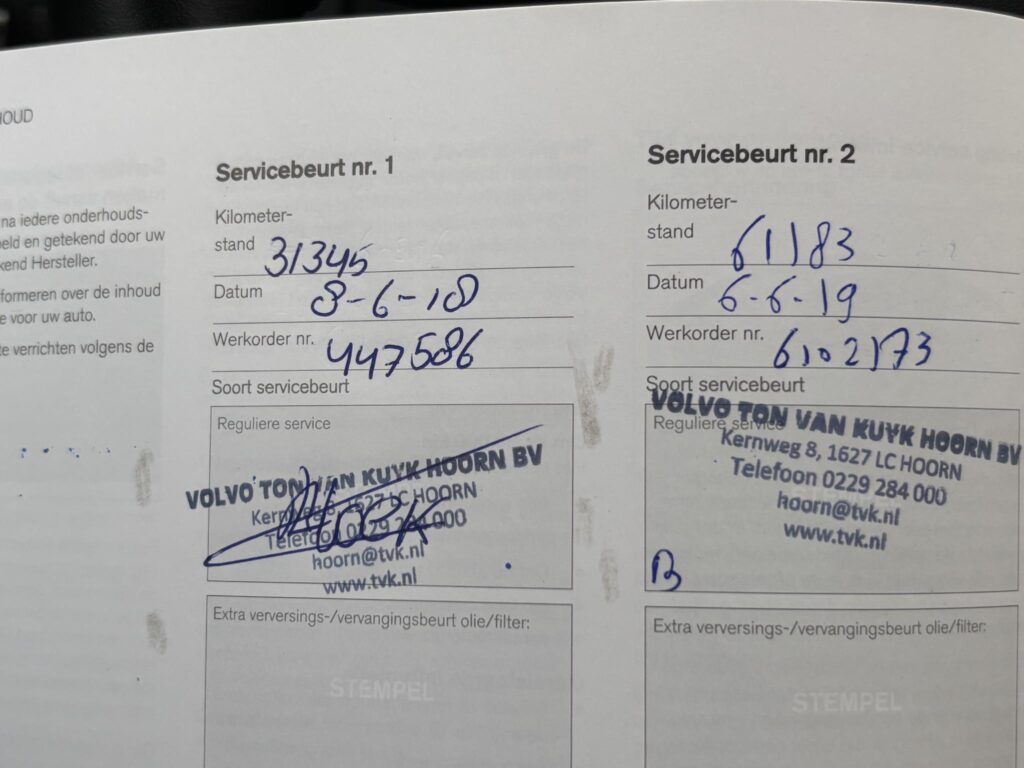 HOUD
na iedere onderhouds-
eld en getekend door uw
kend Hersteller.
formeren over de inhoud
e voor uw auto.
te verrichten volgens de
Servicebeurt nr. 1
Kilometer-
stand 31345
Datum 8-6-18
Werkorder nr. 447586
Soort servicebeurt
Reguliere service
VOLVO TON VAN KUYK HOORN BV
Kernweg 8, 1627 LC HOORN
Telefoon 0229 284 000
hoorn@tvk.nl
www.tvk.nl
Extra verversings-/vervangingsbeurt olie/filter:
STEMPEL
Servicebeurt nr. 2
Kilometer-
stand 61183
Datum 6-6-19
Werkorder nr. 6102173
Soort servicebeurt
Reguliere service
VOLVO TON VAN KUYK HOORN BV
Kernweg 8, 1627 LC HOORN
Telefoon 0229 284 000
hoorn@tvk.nl
www.tvk.nl
B
Extra verversings-/vervangingsbeurt olie/filter:
STEMPEL